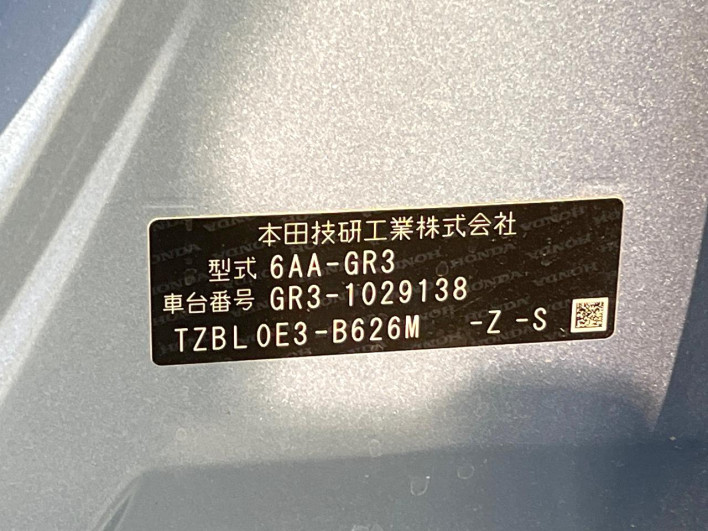 本田技研工業株式会社
型式 6AA-GR3
車台番号 GR3-1029138
TZBL0E3-B626M -Z-S